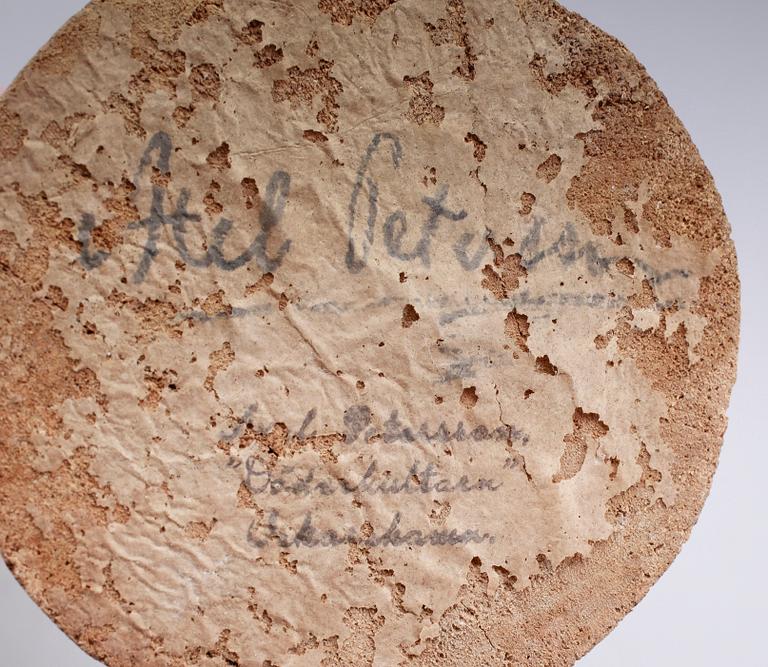 Axel Petersson
Axel Petersson.
"Döderhultarn"
Oskarshamn.